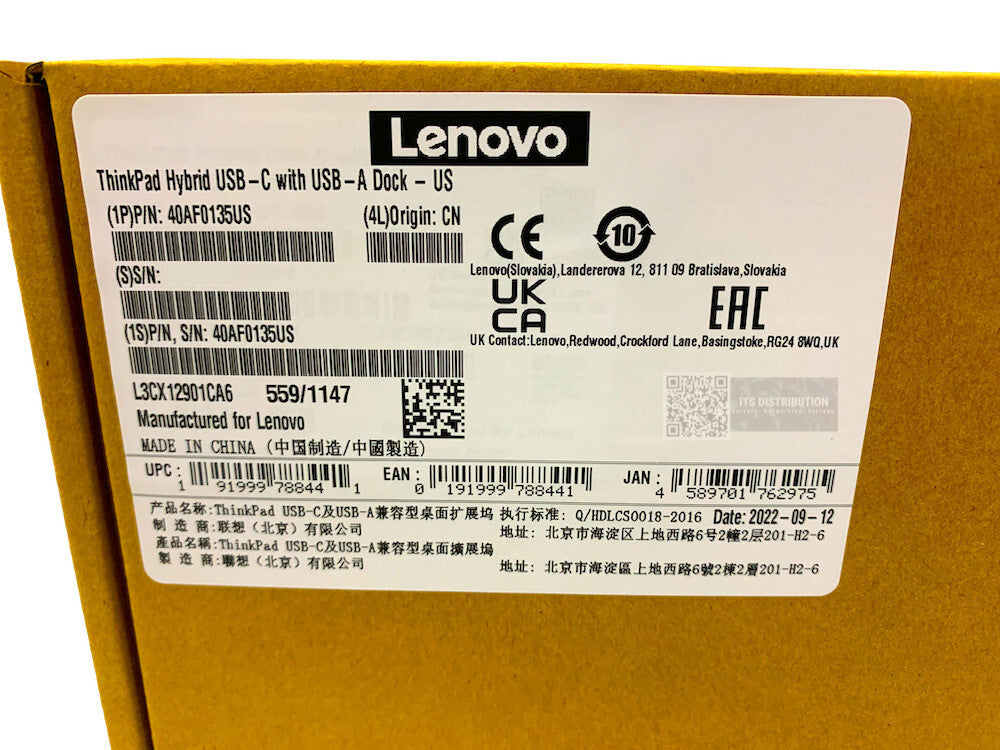 Lenovo
ThinkPad Hybrid USB-C with USB-A Dock - US
(1P)P/N: 40AF0135US (4L)Origin: CN
(S)S/N:
(1S)P/N, S/N: 40AF0135US
L3CX12901CA6 559/1147
Manufactured for Lenovo
MADE IN CHINA (中国制造/中國製造)
CE 10
Lenovo(Slovakia),Landererova 12, 811 09 Bratislava,Slovakia
UK
CA EAC
UK Contact:Lenovo,Redwood,Crockford Lane,Basingstoke,RG24 8WQ,UK
ITS DISTRIBUTION
Servers, Networking, Storage
UPC: 1 91999 78844 1 EAN: 0 191999 788441 JAN: 4 589701 762975
产品名称:ThinkPad USB-C及USB-A兼容型桌面扩展坞 执行标准: Q/HDLCS0018-2016 Date: 2022-09-12
制 造 商:联想（北京）有限公司 地址: 北京市海淀区上地西路6号2幢2层201-H2-6
產品名稱:ThinkPad USB-C及USB-A兼容型桌面擴展塢
製 造 商:聯想（北京）有限公司 地址: 北京市海淀區上地西路6號2棟2層201-H2-6